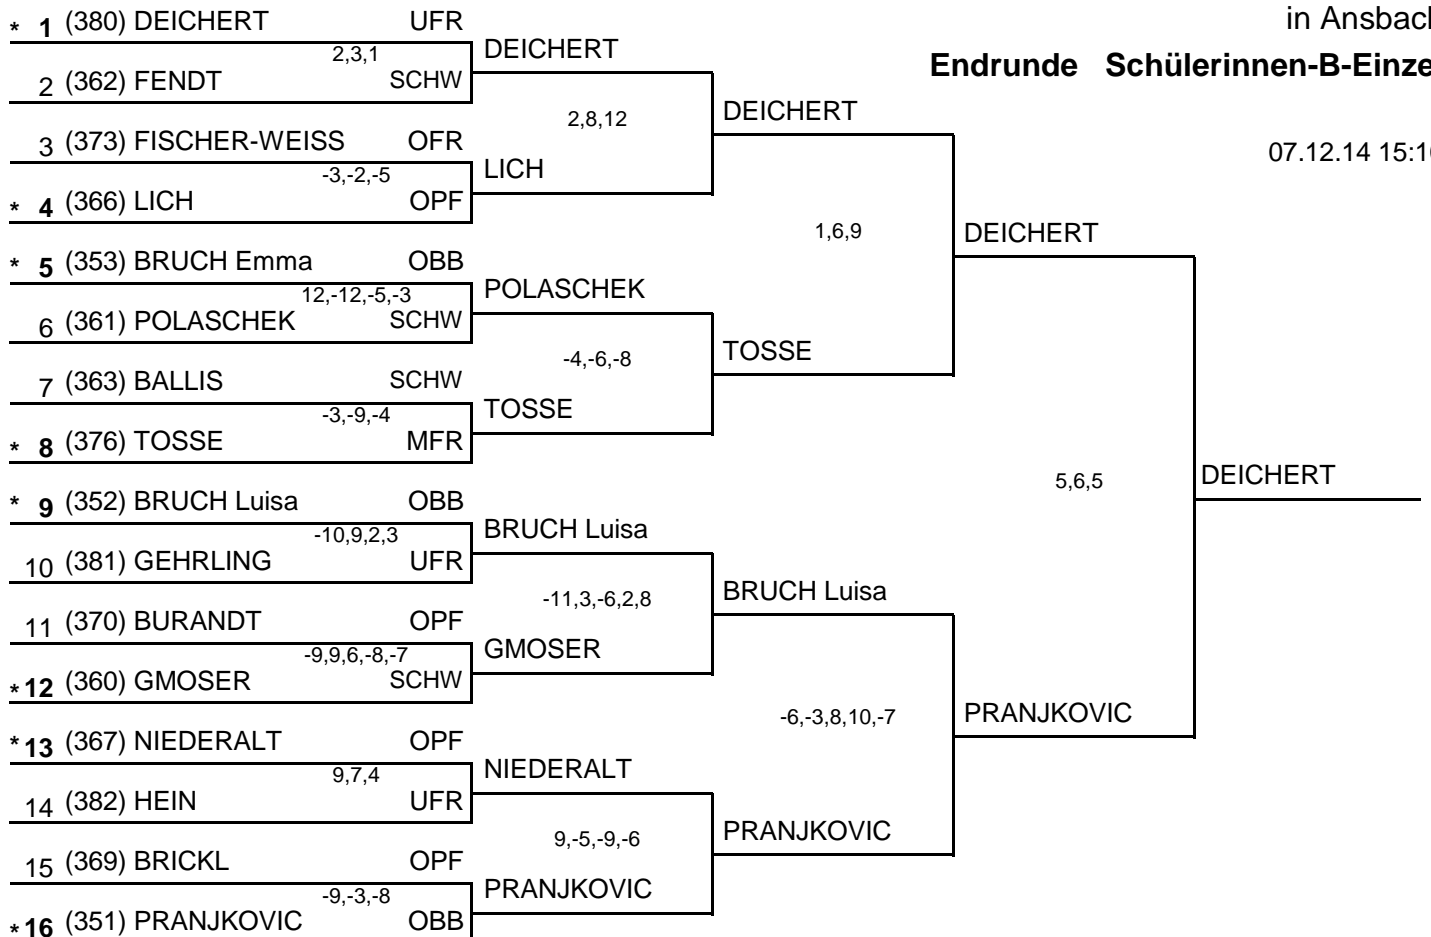 in Ansbach
Endrunde Schülerinnen-B-Einze
07.12.14 15:10
* 1 (380) DEICHERT UFR
2,3,1
2 (362) FENDT SCHW
3 (373) FISCHER-WEISS OFR
-3,-2,-5
* 4 (366) LICH OPF
* 5 (353) BRUCH Emma OBB
12,-12,-5,-3
6 (361) POLASCHEK SCHW
7 (363) BALLIS SCHW
-3,-9,-4
* 8 (376) TOSSE MFR
* 9 (352) BRUCH Luisa OBB
-10,9,2,3
10 (381) GEHRLING UFR
11 (370) BURANDT OPF
-9,9,6,-8,-7
* 12 (360) GMOSER SCHW
* 13 (367) NIEDERALT OPF
9,7,4
14 (382) HEIN UFR
15 (369) BRICKL OPF
-9,-3,-8
* 16 (351) PRANJKOVIC OBB
DEICHERT
2,8,12
LICH
POLASCHEK
-4,-6,-8
TOSSE
BRUCH Luisa
-11,3,-6,2,8
GMOSER
NIEDERALT
9,-5,-9,-6
PRANJKOVIC
DEICHERT
1,6,9
TOSSE
BRUCH Luisa
-6,-3,8,10,-7
PRANJKOVIC
DEICHERT
5,6,5
PRANJKOVIC
DEICHERT